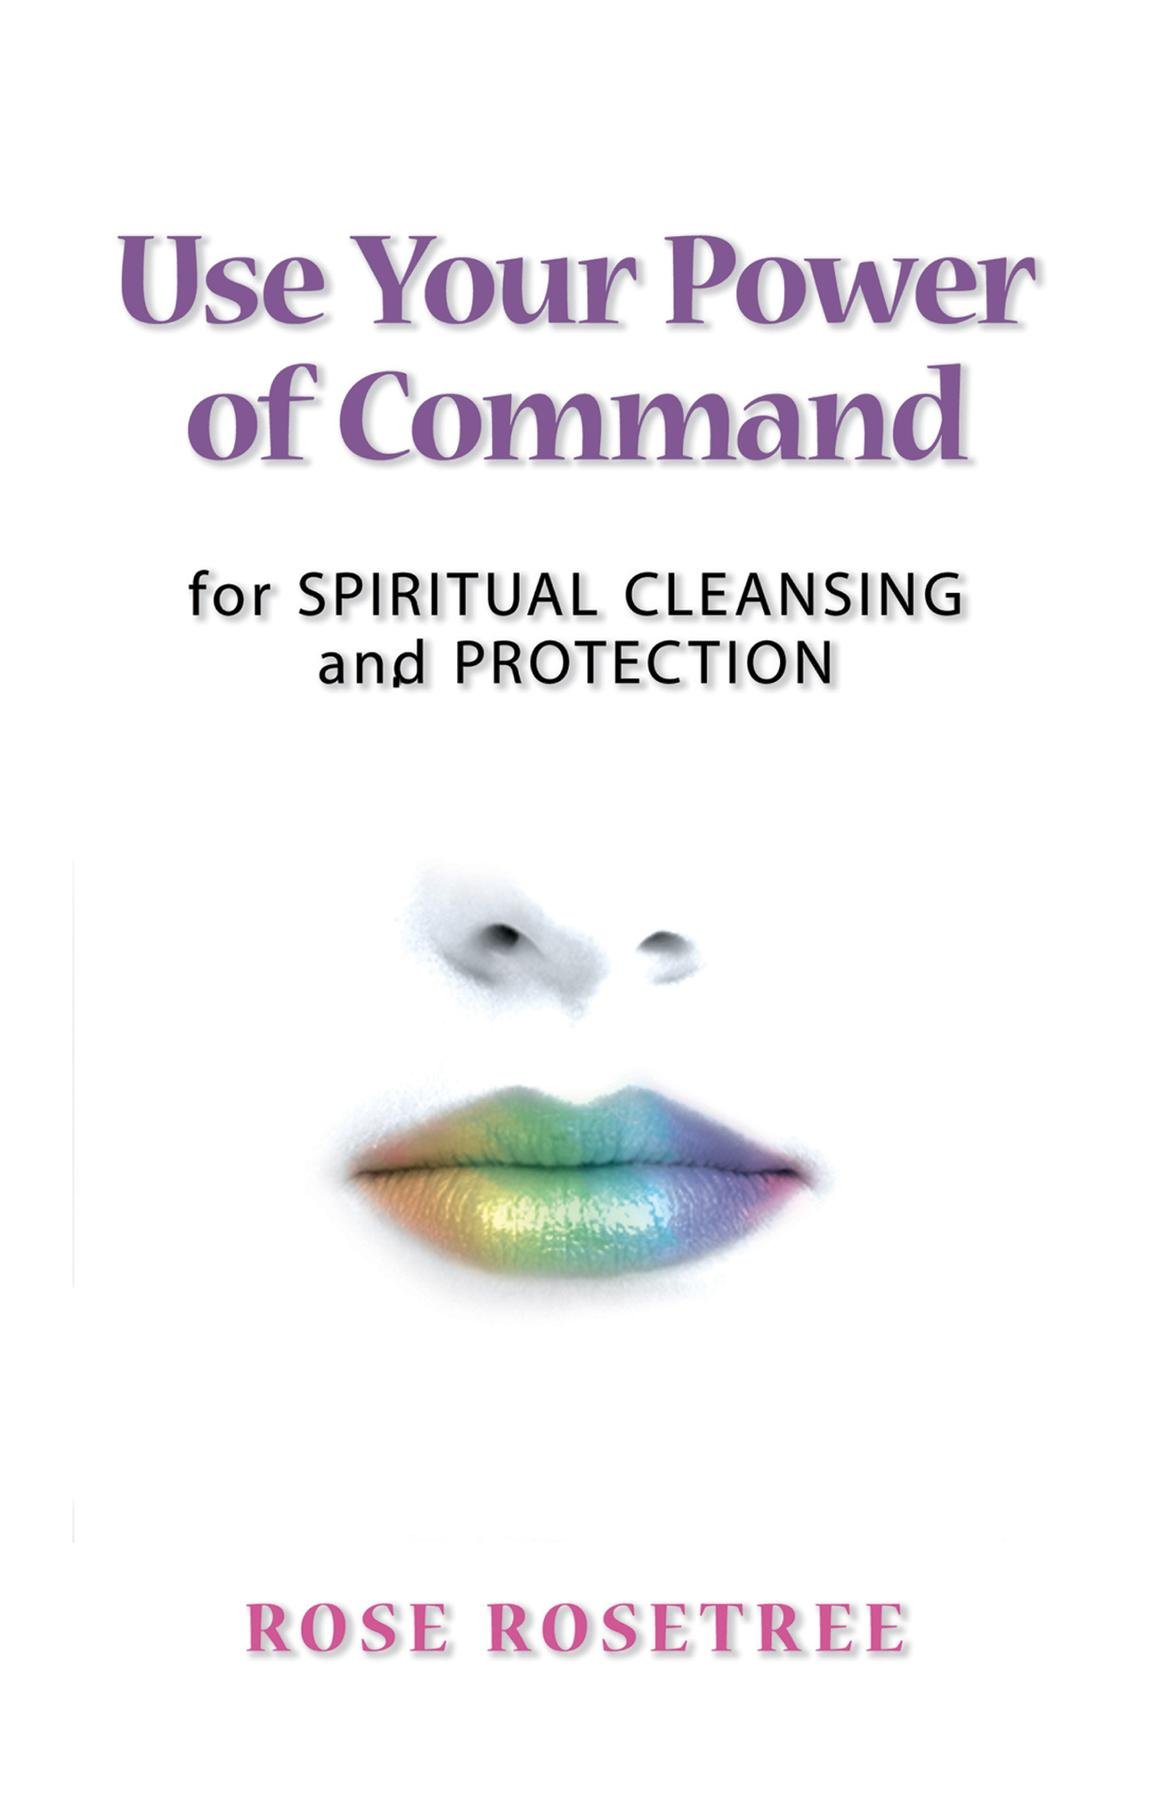 Use Your Power
of Command
for SPIRITUAL CLEANSING
and PROTECTION
ROSE ROSETREE